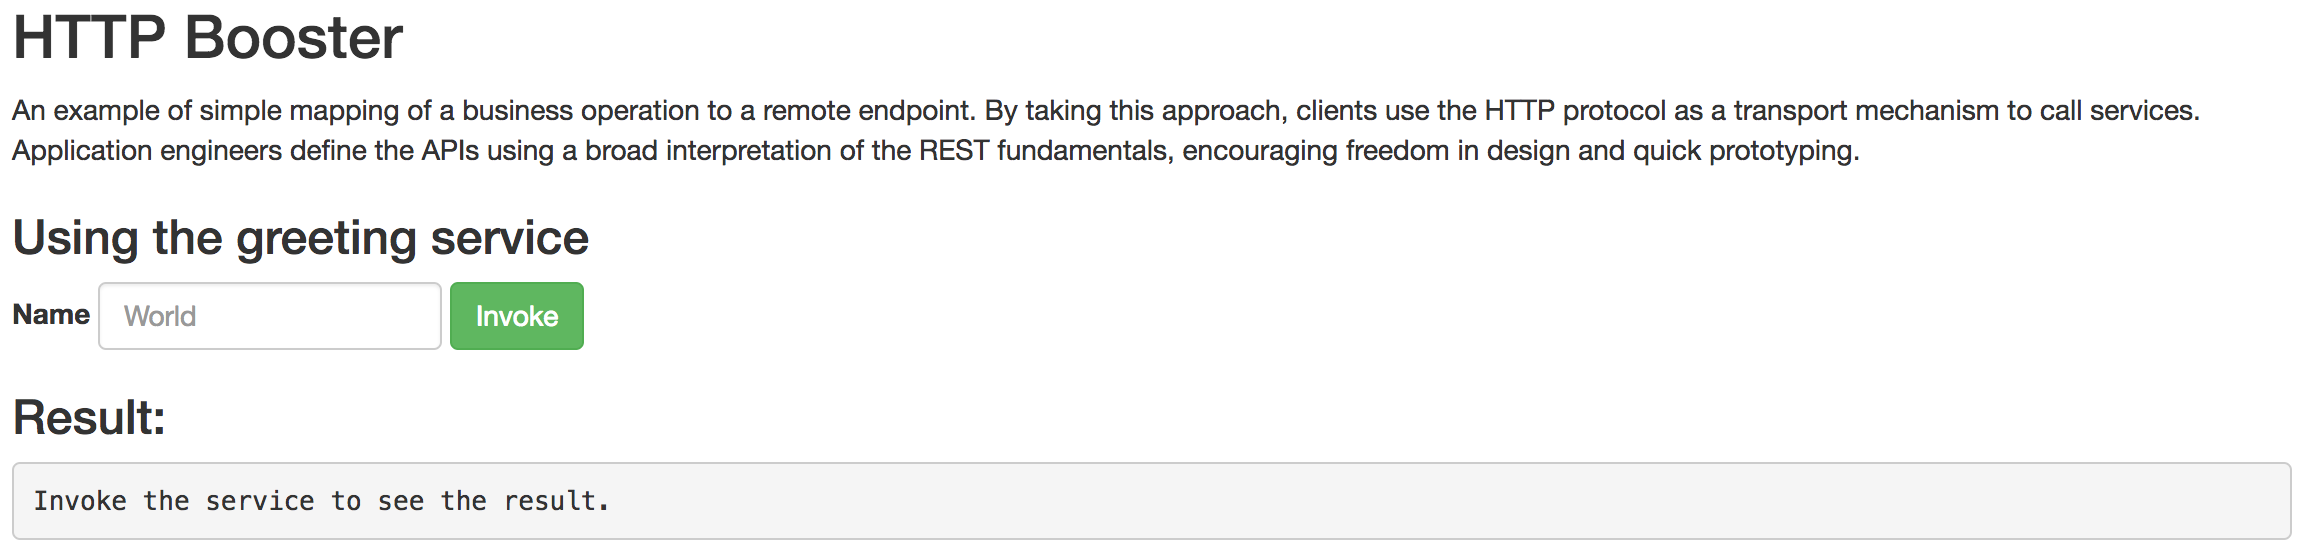 HTTP Booster
An example of simple mapping of a business operation to a remote endpoint. By taking this approach, clients use the HTTP protocol as a transport mechanism to call services.
Application engineers define the APIs using a broad interpretation of the REST fundamentals, encouraging freedom in design and quick prototyping.
Using the greeting service
Name World Invoke
Result:
Invoke the service to see the result.